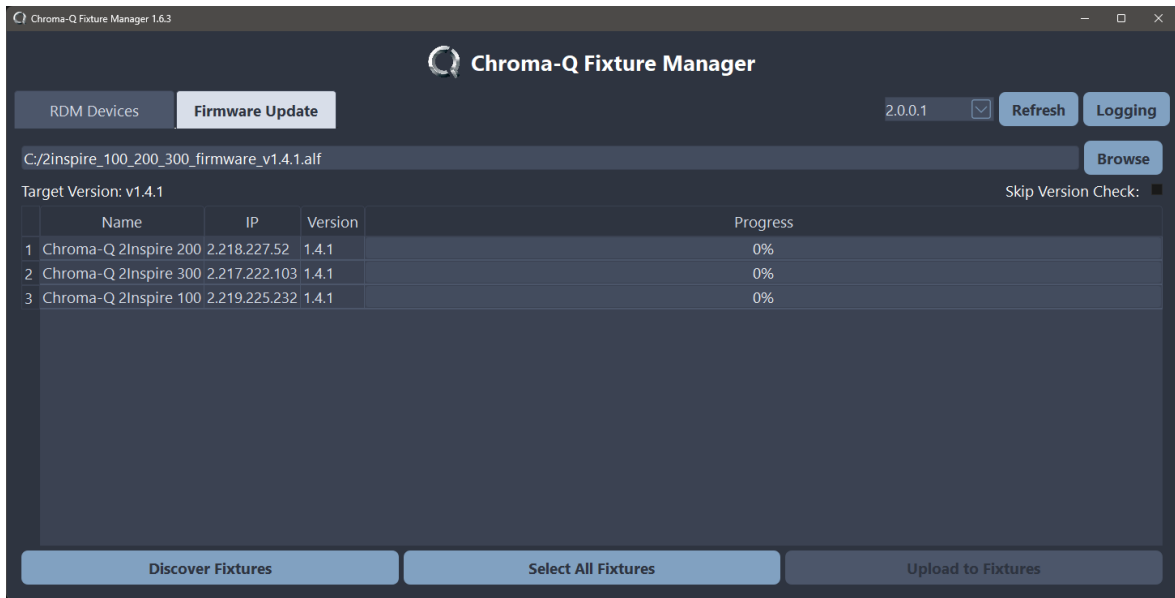 Chroma-Q Fixture Manager 1.6.3
Chroma-Q Fixture Manager
RDM Devices Firmware Update 2.0.0.1 Refresh Logging
C:/2inspire_100_200_300_firmware_v1.4.1.alf Browse
Target Version: v1.4.1 Skip Version Check:
Name IP Version Progress
1 Chroma-Q 2Inspire 200 2.218.227.52 1.4.1 0%
2 Chroma-Q 2Inspire 300 2.217.222.103 1.4.1 0%
3 Chroma-Q 2Inspire 100 2.219.225.232 1.4.1 0%
Discover Fixtures Select All Fixtures Upload to Fixtures